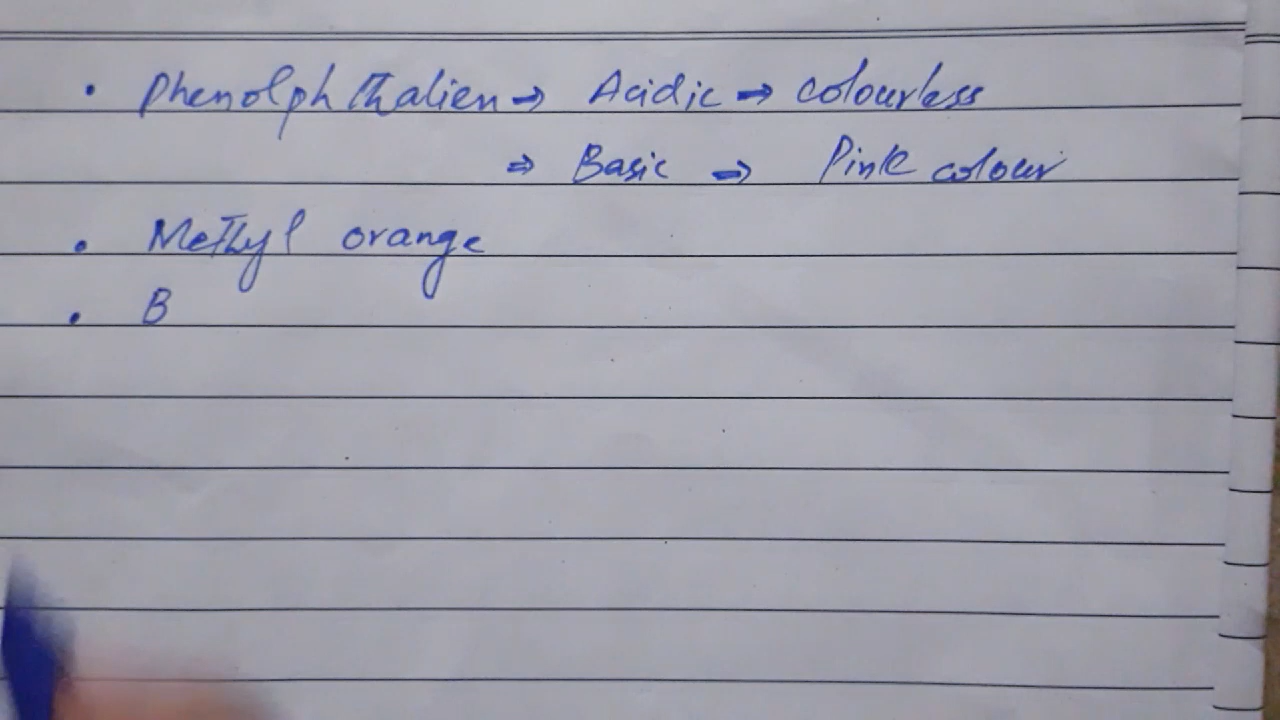 • Phenolphthalien → Acidic → colourless
⇒ Basic ⇒ Pink colour
• Methyl orange
• B